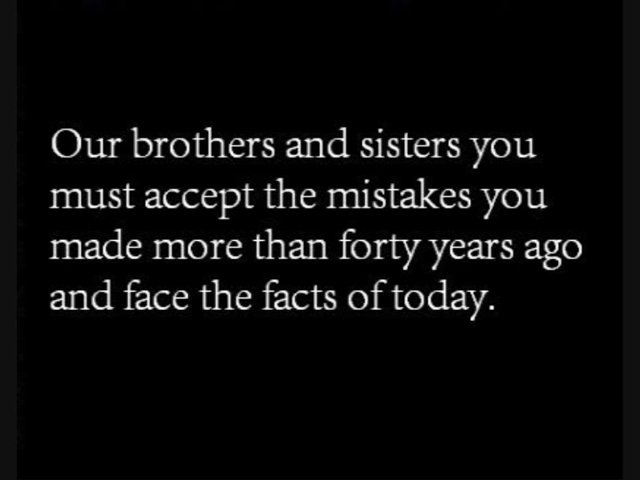 Our brothers and sisters you
must accept the mistakes you
made more than forty years ago
and face the facts of today.